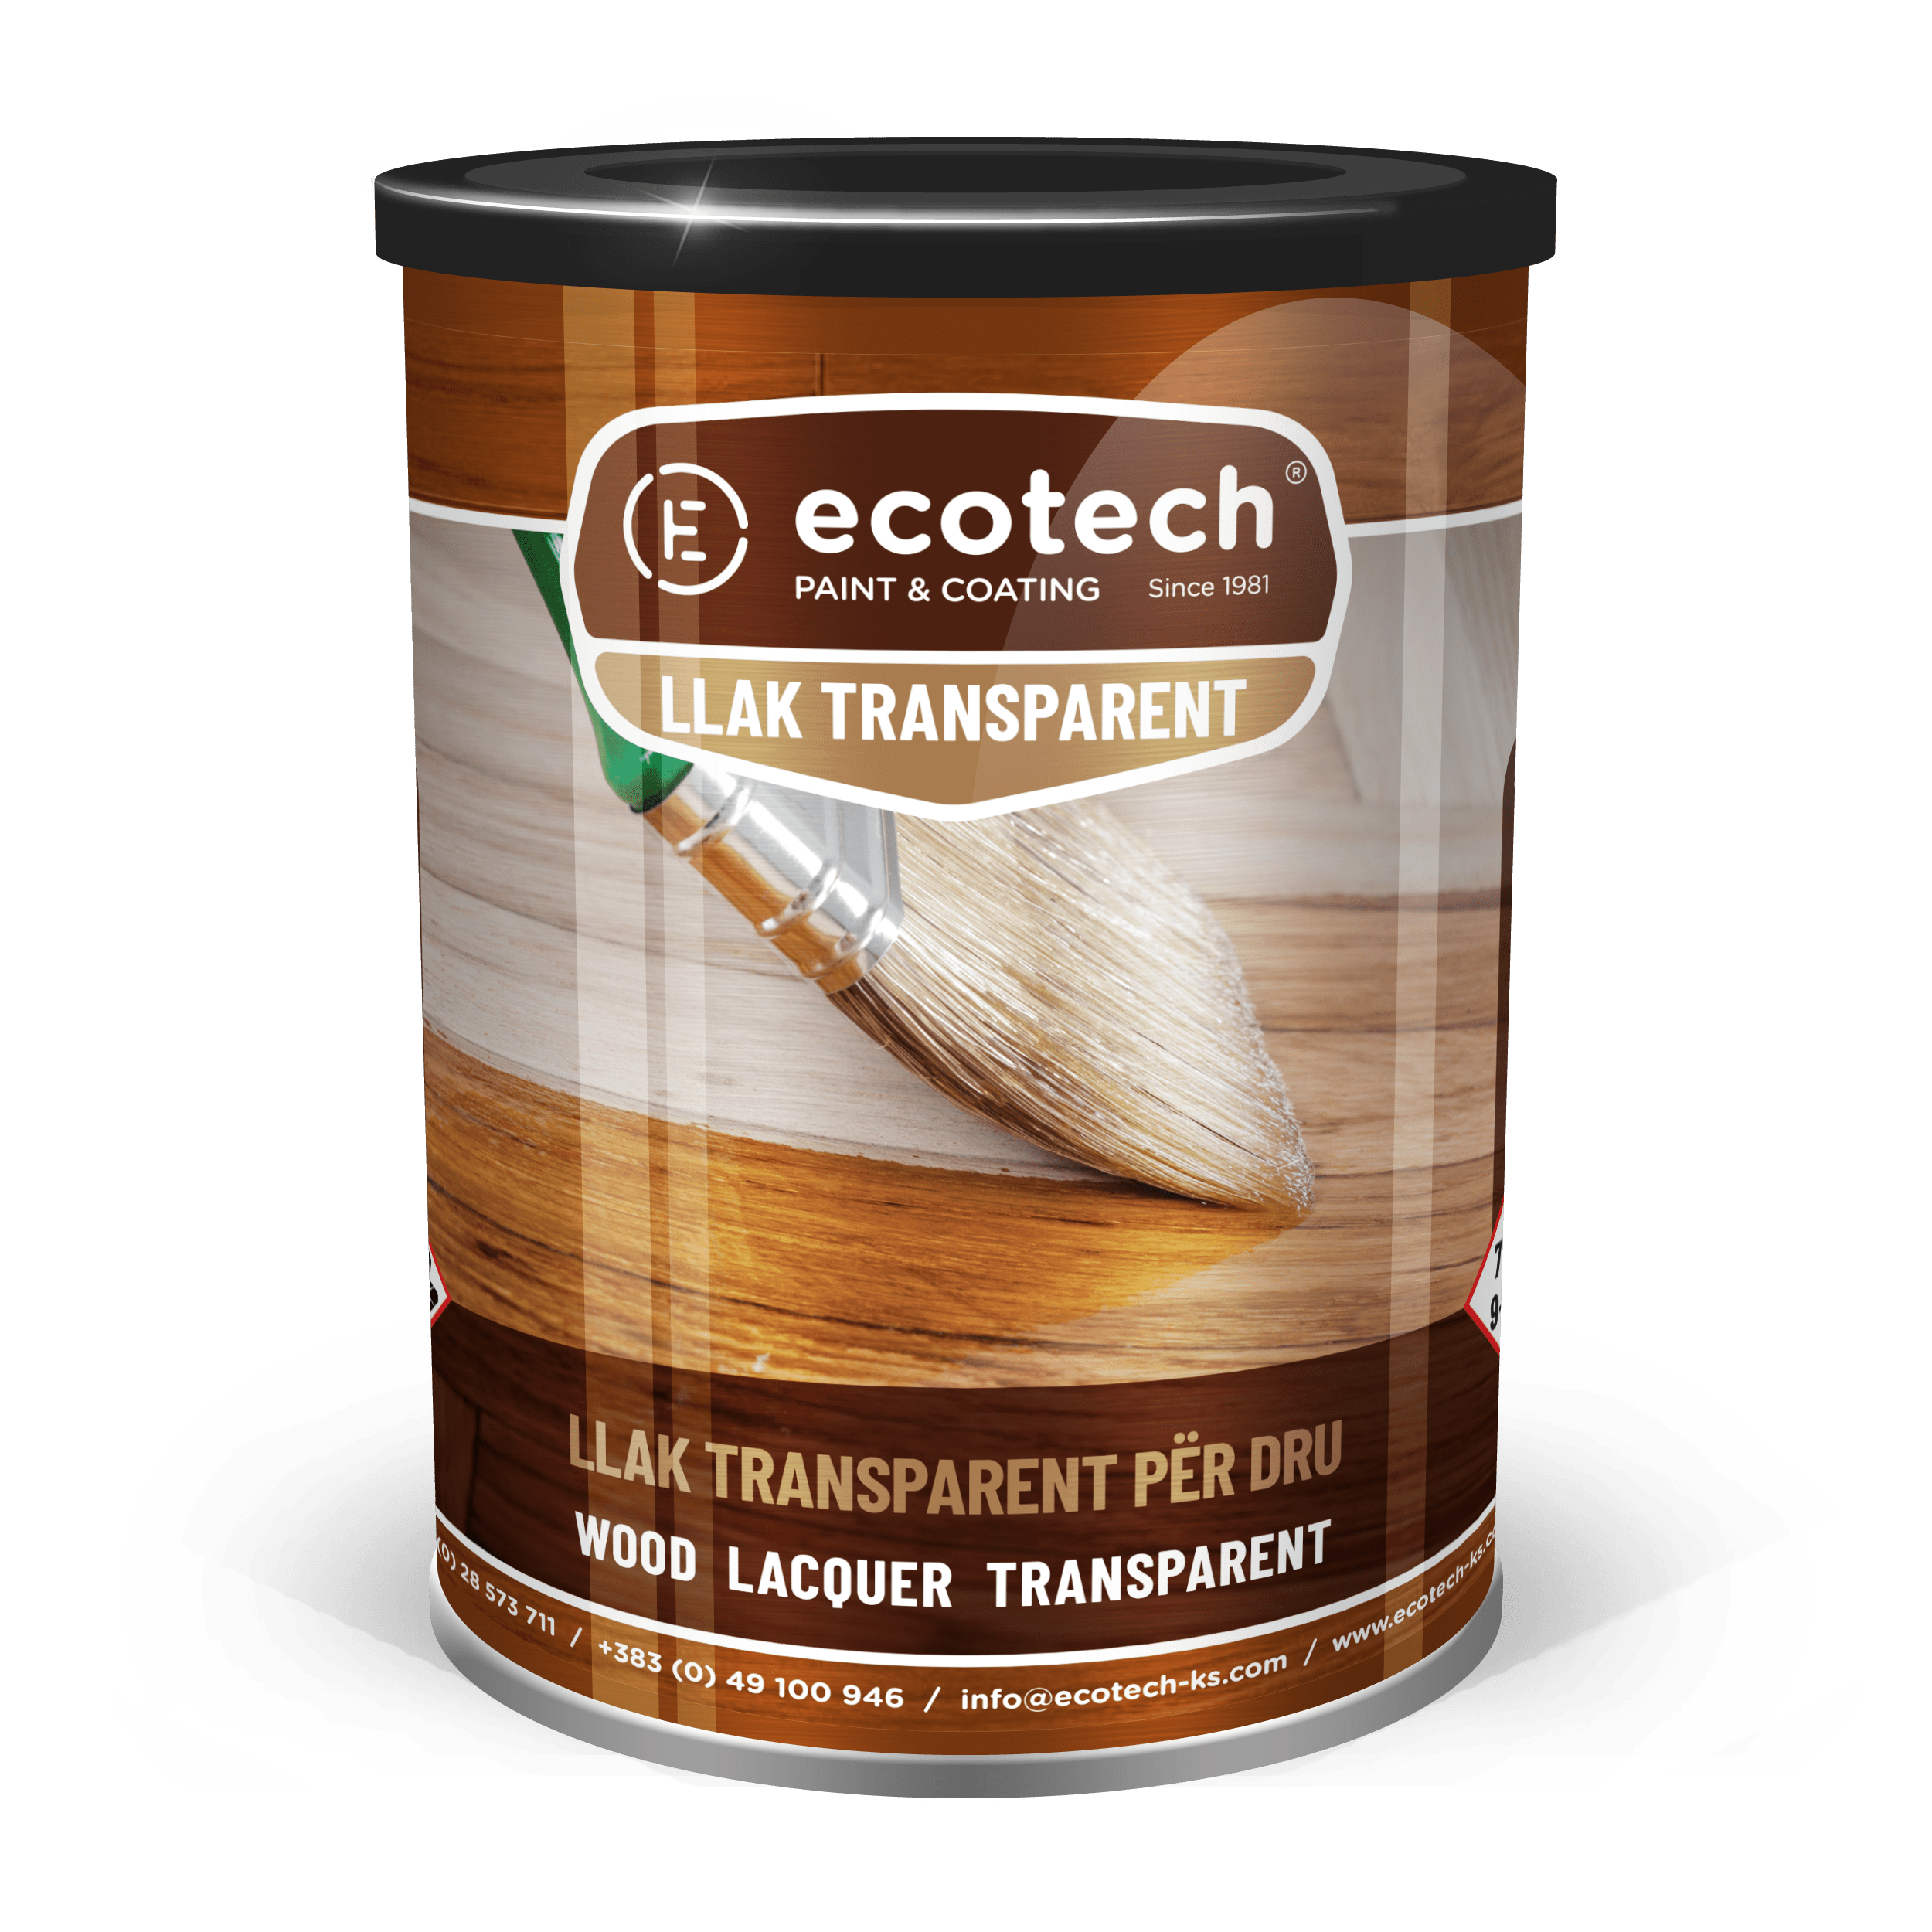 E
ecotech®
PAINT & COATING Since 1981
LLAK TRANSPARENT
LLAK TRANSPARENT PËR DRU
WOOD LACQUER TRANSPARENT
(0) 28 573 711 / +383 (0) 49 100 946 / info@ecotech-ks.com / www.ecotech-ks.c